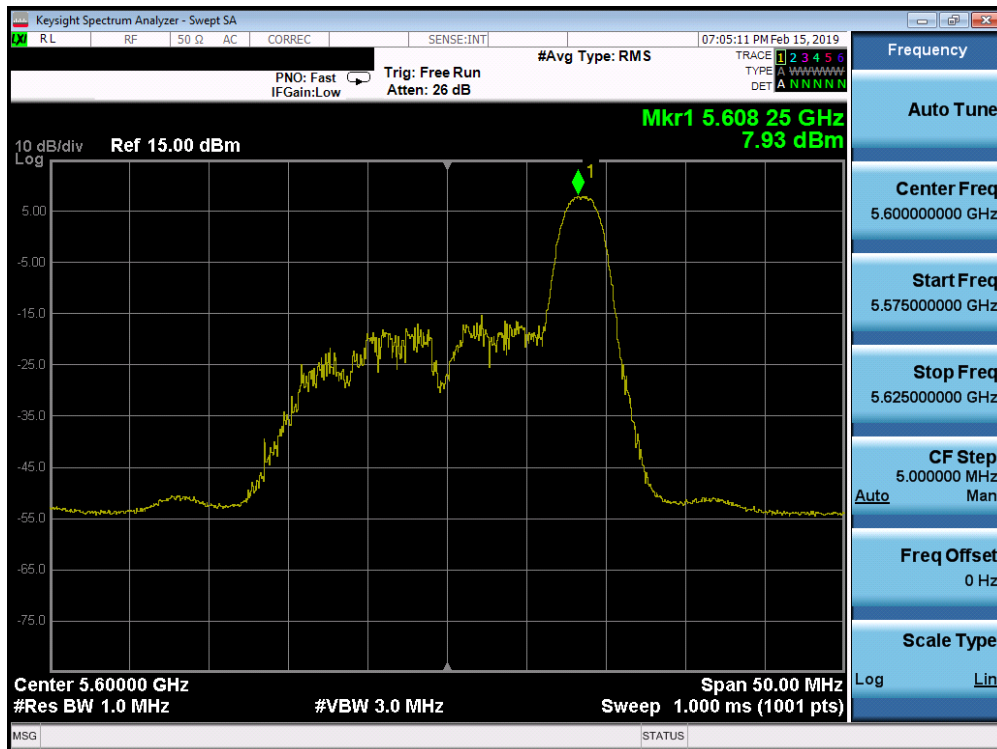 Keysight Spectrum Analyzer - Swept SA
LXI RL RF 50 Ω AC CORREC SENSE:INT 07:05:11 PM Feb 15, 2019
Frequency
#Avg Type: RMS
TRACE 1 2 3 4 5 6
PNO: Fast Trig: Free Run
TYPE A WWWWW
IFGain:Low Atten: 26 dB
DET A N N N N N
Auto Tune
Mkr1 5.608 25 GHz
7.93 dBm
10 dB/div Ref 15.00 dBm
Log
1
5.00
-5.00
-15.0
-25.0
-35.0
-45.0
-55.0
-65.0
-75.0
Center Freq
5.600000000 GHz
Start Freq
5.575000000 GHz
Stop Freq
5.625000000 GHz
CF Step
5.000000 MHz
Auto Man
Freq Offset
0 Hz
Scale Type
Log Lin
Center 5.60000 GHz Span 50.00 MHz
#Res BW 1.0 MHz #VBW 3.0 MHz Sweep 1.000 ms (1001 pts)
MSG STATUS